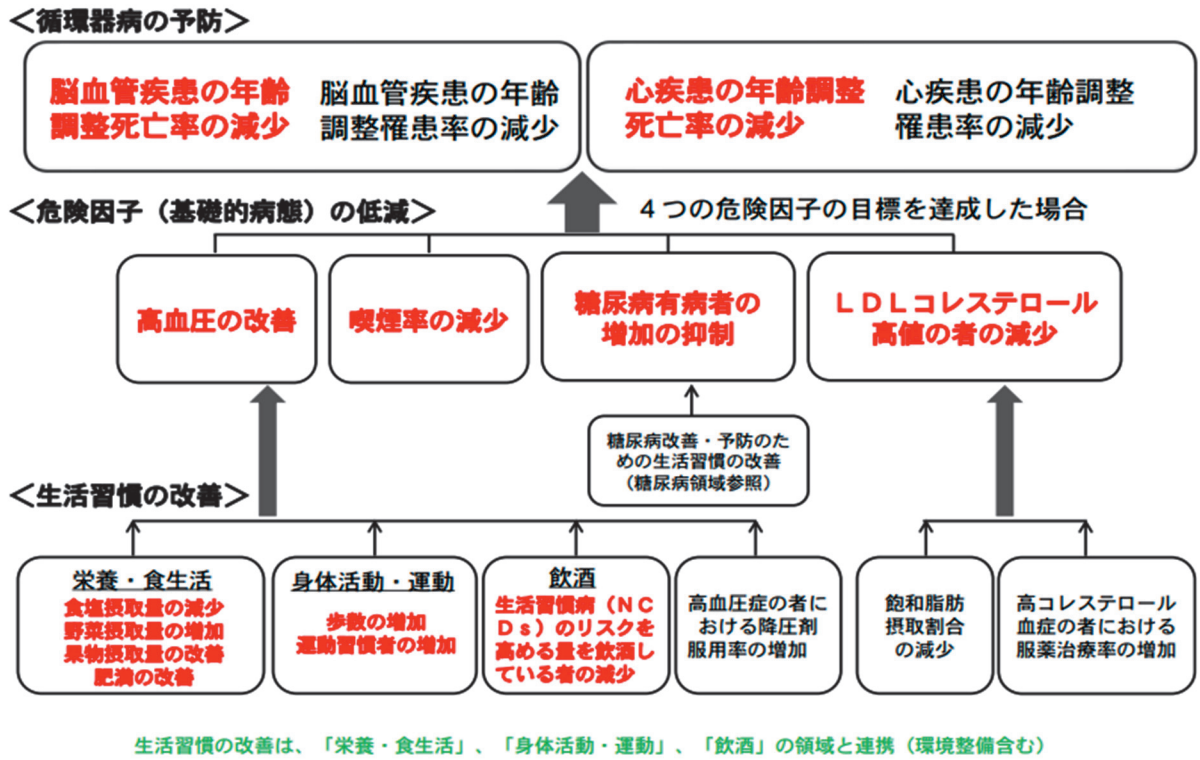 ＜循環器病の予防＞
脳血管疾患の年齢
調整死亡率の減少
脳血管疾患の年齢
調整罹患率の減少
心疾患の年齢調整
死亡率の減少
心疾患の年齢調整
罹患率の減少
＜危険因子（基礎的病態）の低減＞
４つの危険因子の目標を達成した場合
高血圧の改善
喫煙率の減少
糖尿病有病者の
増加の抑制
ＬＤＬコレステロール
高値の者の減少
糖尿病改善・予防のた
めの生活習慣の改善
（糖尿病領域参照）
＜生活習慣の改善＞
栄養・食生活
食塩摂取量の減少
野菜摂取量の増加
果物摂取量の改善
肥満の改善
身体活動・運動
歩数の増加
運動習慣者の増加
飲酒
生活習慣病（ＮＣ
Ｄｓ）のリスクを
高める量を飲酒し
ている者の減少
高血圧症の者に
おける降圧剤
服用率の増加
飽和脂肪
摂取割合
の減少
高コレステロール
血症の者における
服薬治療率の増加
生活習慣の改善は、「栄養・食生活」、「身体活動・運動」、「飲酒」の領域と連携（環境整備含む）